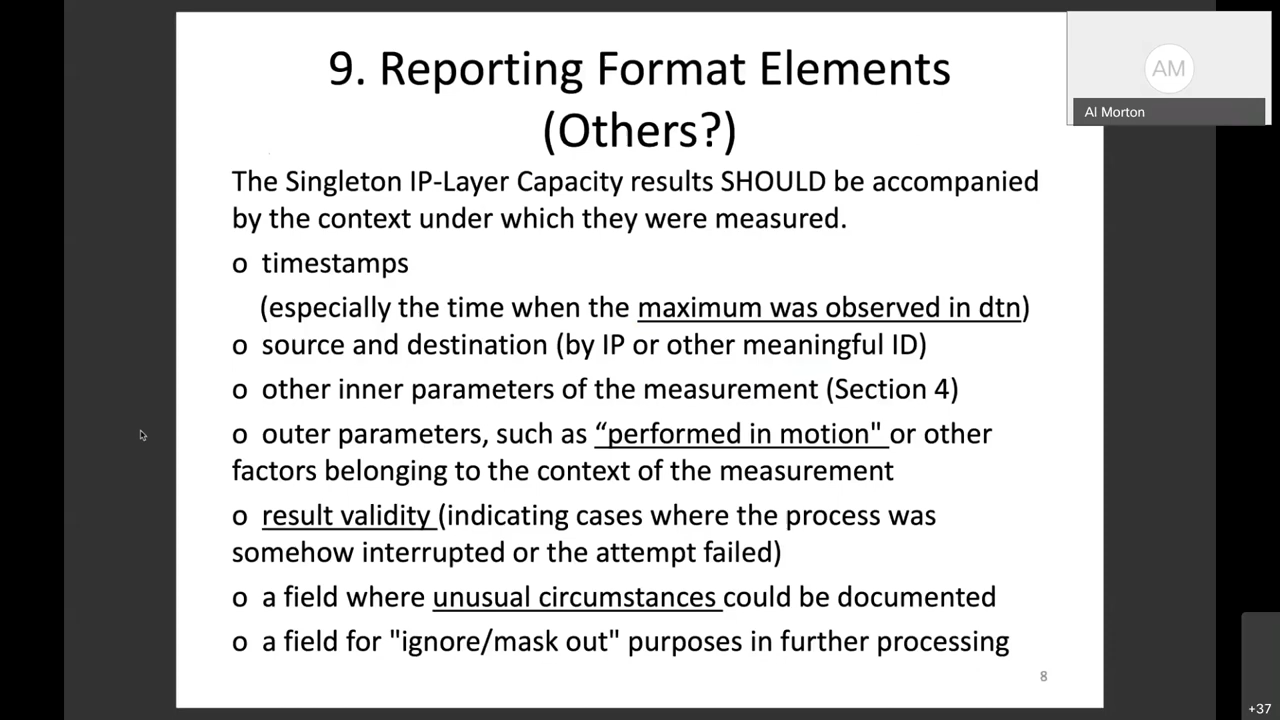 9. Reporting Format Elements
(Others?)
AM
Al Morton
The Singleton IP-Layer Capacity results SHOULD be accompanied
by the context under which they were measured.
o timestamps
(especially the time when the maximum was observed in dtn)
o source and destination (by IP or other meaningful ID)
o other inner parameters of the measurement (Section 4)
o outer parameters, such as “performed in motion" or other
factors belonging to the context of the measurement
o result validity (indicating cases where the process was
somehow interrupted or the attempt failed)
o a field where unusual circumstances could be documented
o a field for "ignore/mask out" purposes in further processing
8
+37